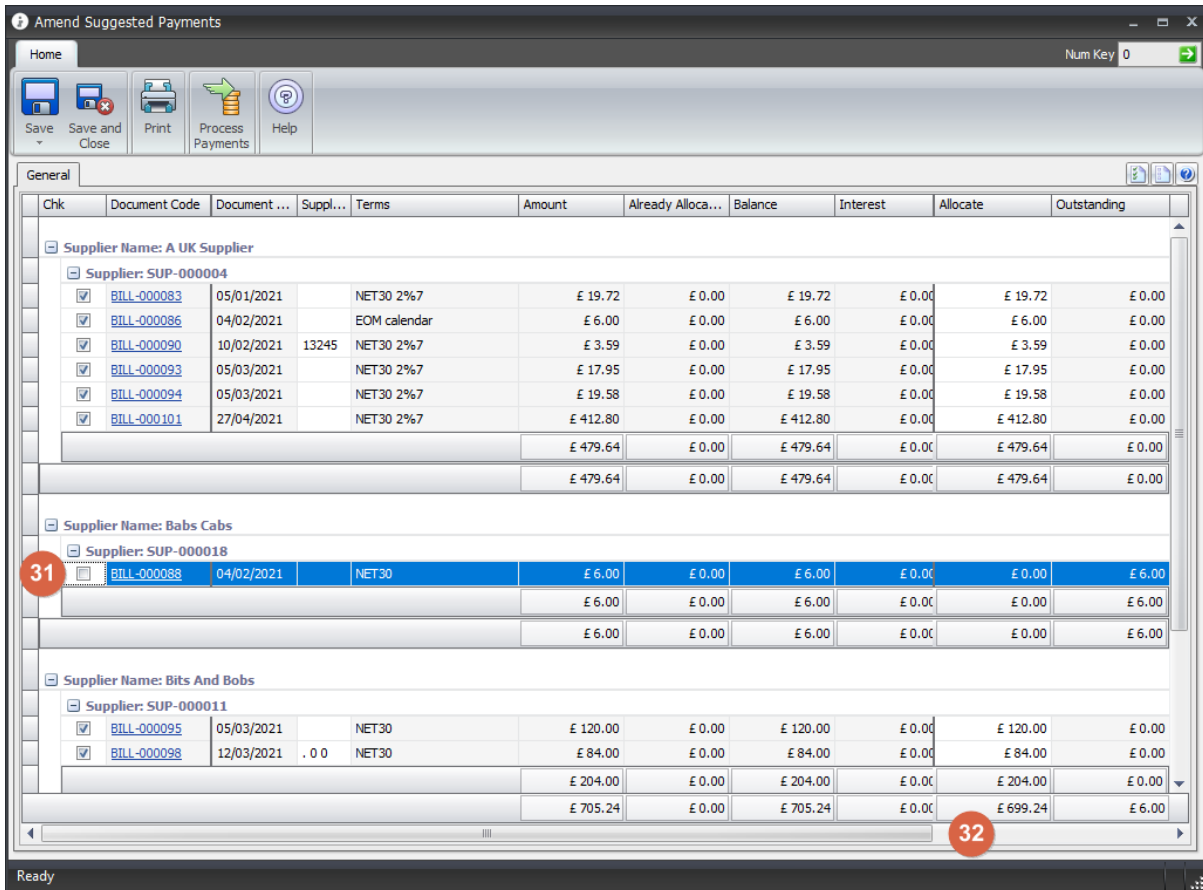 Amend Suggested Payments
Home Num Key 0
Save Save and Close Print Process Payments Help
General
Chk Document Code Document ... Suppl... Terms Amount Already Alloca... Balance Interest Allocate Outstanding
Supplier Name: A UK Supplier
Supplier: SUP-000004
BILL-000083 05/01/2021 NET30 2%7 £ 19.72 £ 0.00 £ 19.72 £ 0.00 £ 19.72 £ 0.00
BILL-000086 04/02/2021 EOM calendar £ 6.00 £ 0.00 £ 6.00 £ 0.00 £ 6.00 £ 0.00
BILL-000090 10/02/2021 13245 NET30 2%7 £ 3.59 £ 0.00 £ 3.59 £ 0.00 £ 3.59 £ 0.00
BILL-000093 05/03/2021 NET30 2%7 £ 17.95 £ 0.00 £ 17.95 £ 0.00 £ 17.95 £ 0.00
BILL-000094 05/03/2021 NET30 2%7 £ 19.58 £ 0.00 £ 19.58 £ 0.00 £ 19.58 £ 0.00
BILL-000101 27/04/2021 NET30 2%7 £ 412.80 £ 0.00 £ 412.80 £ 0.00 £ 412.80 £ 0.00
£ 479.64 £ 0.00 £ 479.64 £ 0.00 £ 479.64 £ 0.00
£ 479.64 £ 0.00 £ 479.64 £ 0.00 £ 479.64 £ 0.00
Supplier Name: Babs Cabs
Supplier: SUP-000018
31 BILL-000088 04/02/2021 NET30 £ 6.00 £ 0.00 £ 6.00 £ 0.00 £ 0.00 £ 6.00
£ 6.00 £ 0.00 £ 6.00 £ 0.00 £ 0.00 £ 6.00
£ 6.00 £ 0.00 £ 6.00 £ 0.00 £ 0.00 £ 6.00
Supplier Name: Bits And Bobs
Supplier: SUP-000011
BILL-000095 05/03/2021 NET30 £ 120.00 £ 0.00 £ 120.00 £ 0.00 £ 120.00 £ 0.00
BILL-000098 12/03/2021 . 0 0 NET30 £ 84.00 £ 0.00 £ 84.00 £ 0.00 £ 84.00 £ 0.00
£ 204.00 £ 0.00 £ 204.00 £ 0.00 £ 204.00 £ 0.00
£ 705.24 £ 0.00 £ 705.24 £ 0.00 £ 699.24 £ 6.00
32
Ready